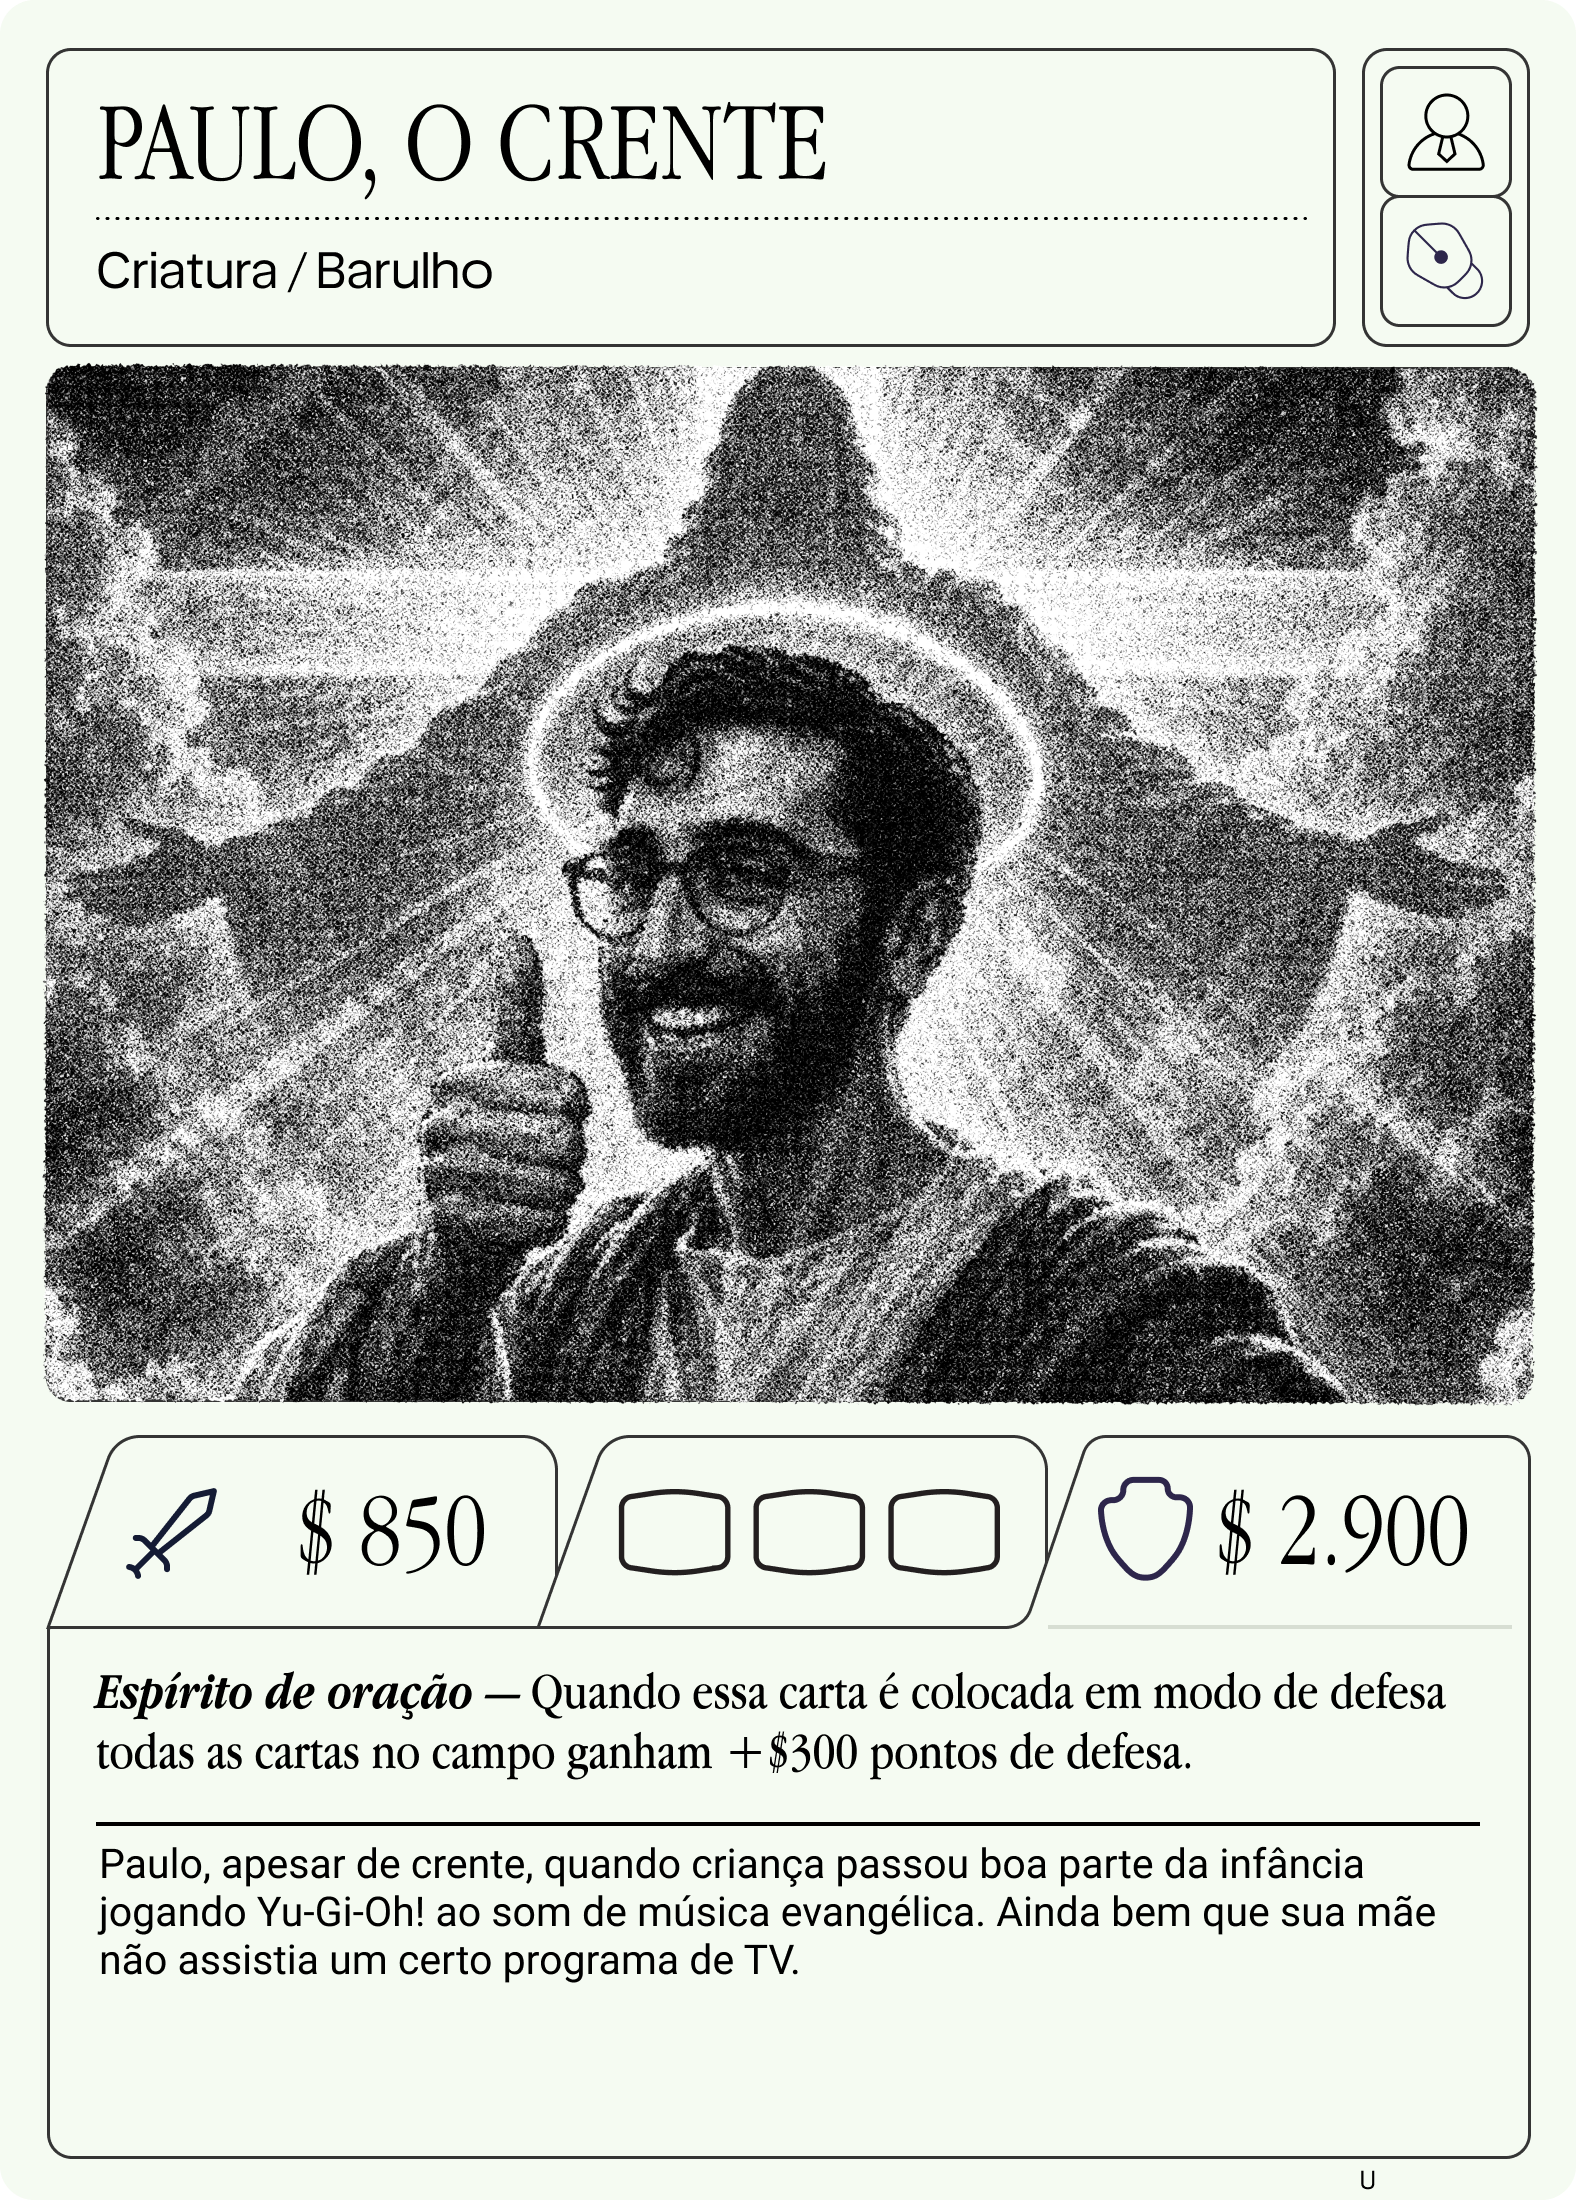 PAULO, O CRENTE
Criatura / Barulho
$ 850
$ 2.900
Espírito de oração — Quando essa carta é colocada em modo de defesa
todas as cartas no campo ganham +$300 pontos de defesa.
Paulo, apesar de crente, quando criança passou boa parte da infância
jogando Yu-Gi-Oh! ao som de música evangélica. Ainda bem que sua mãe
não assistia um certo programa de TV.
U